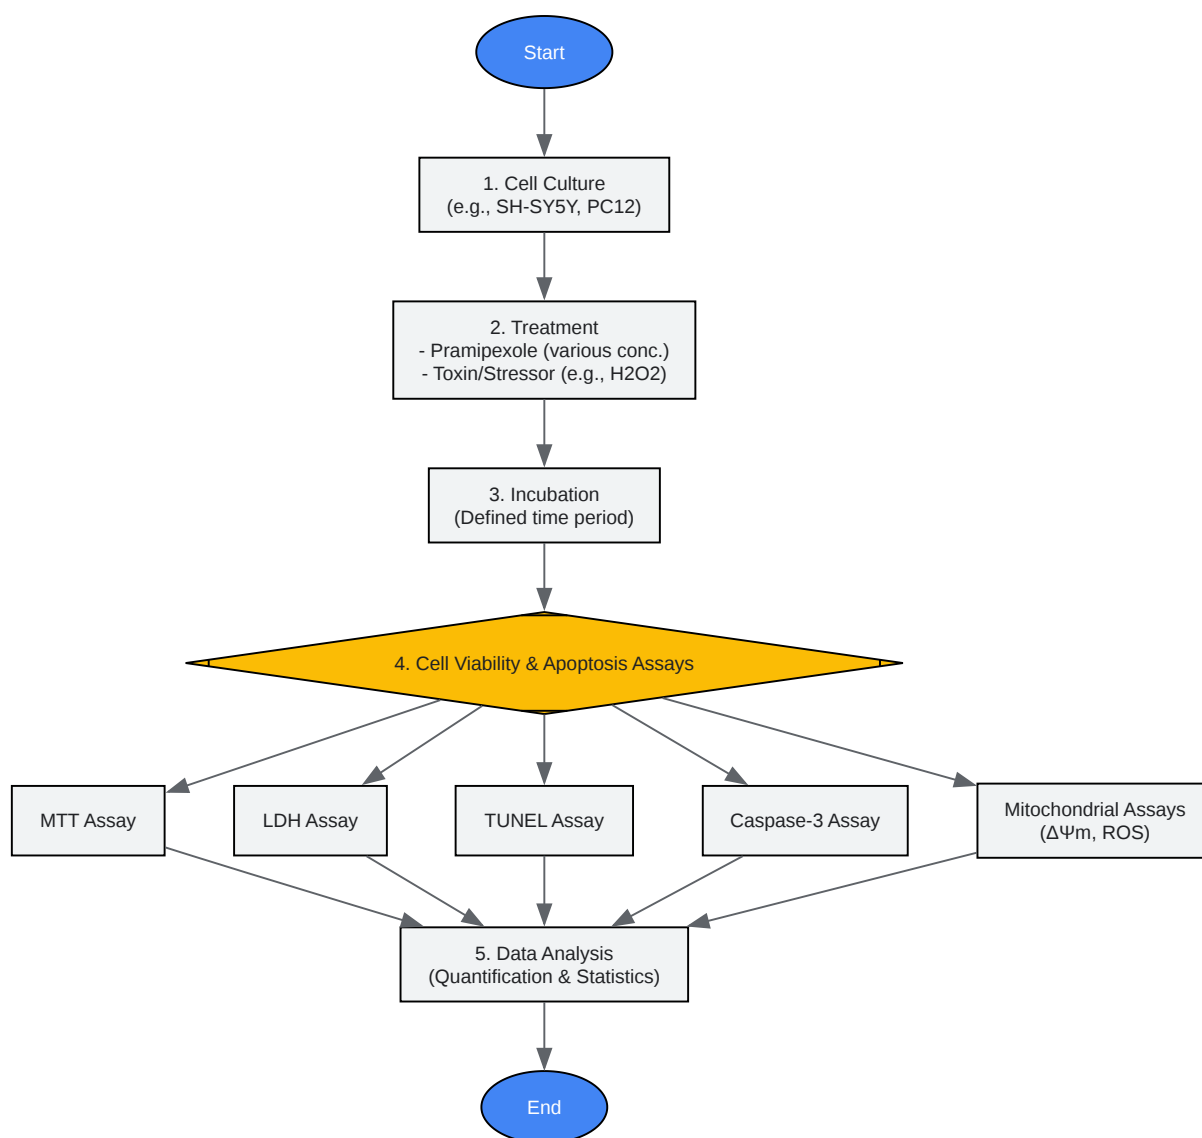 Start
1. Cell Culture
(e.g., SH-SY5Y, PC12)
2. Treatment
- Pramipexole (various conc.)
- Toxin/Stressor (e.g., H2O2)
3. Incubation
(Defined time period)
4. Cell Viability & Apoptosis Assays
MTT Assay
LDH Assay
TUNEL Assay
Caspase-3 Assay
Mitochondrial Assays
(ΔΨm, ROS)
5. Data Analysis
(Quantification & Statistics)
End